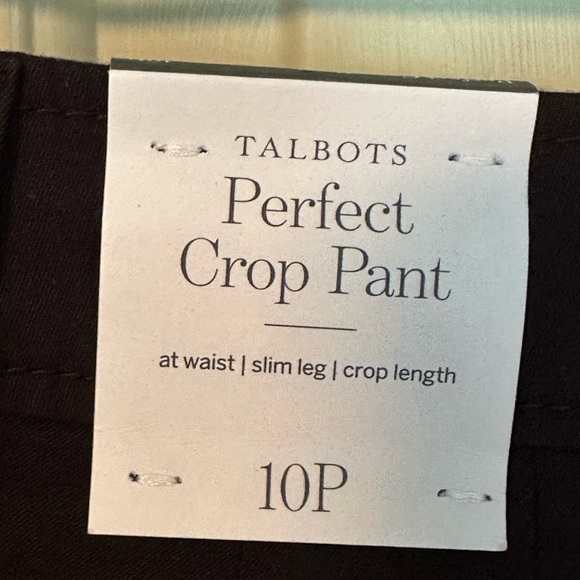 TALBOTS
Perfect
Crop Pant
at waist | slim leg | crop length
10P